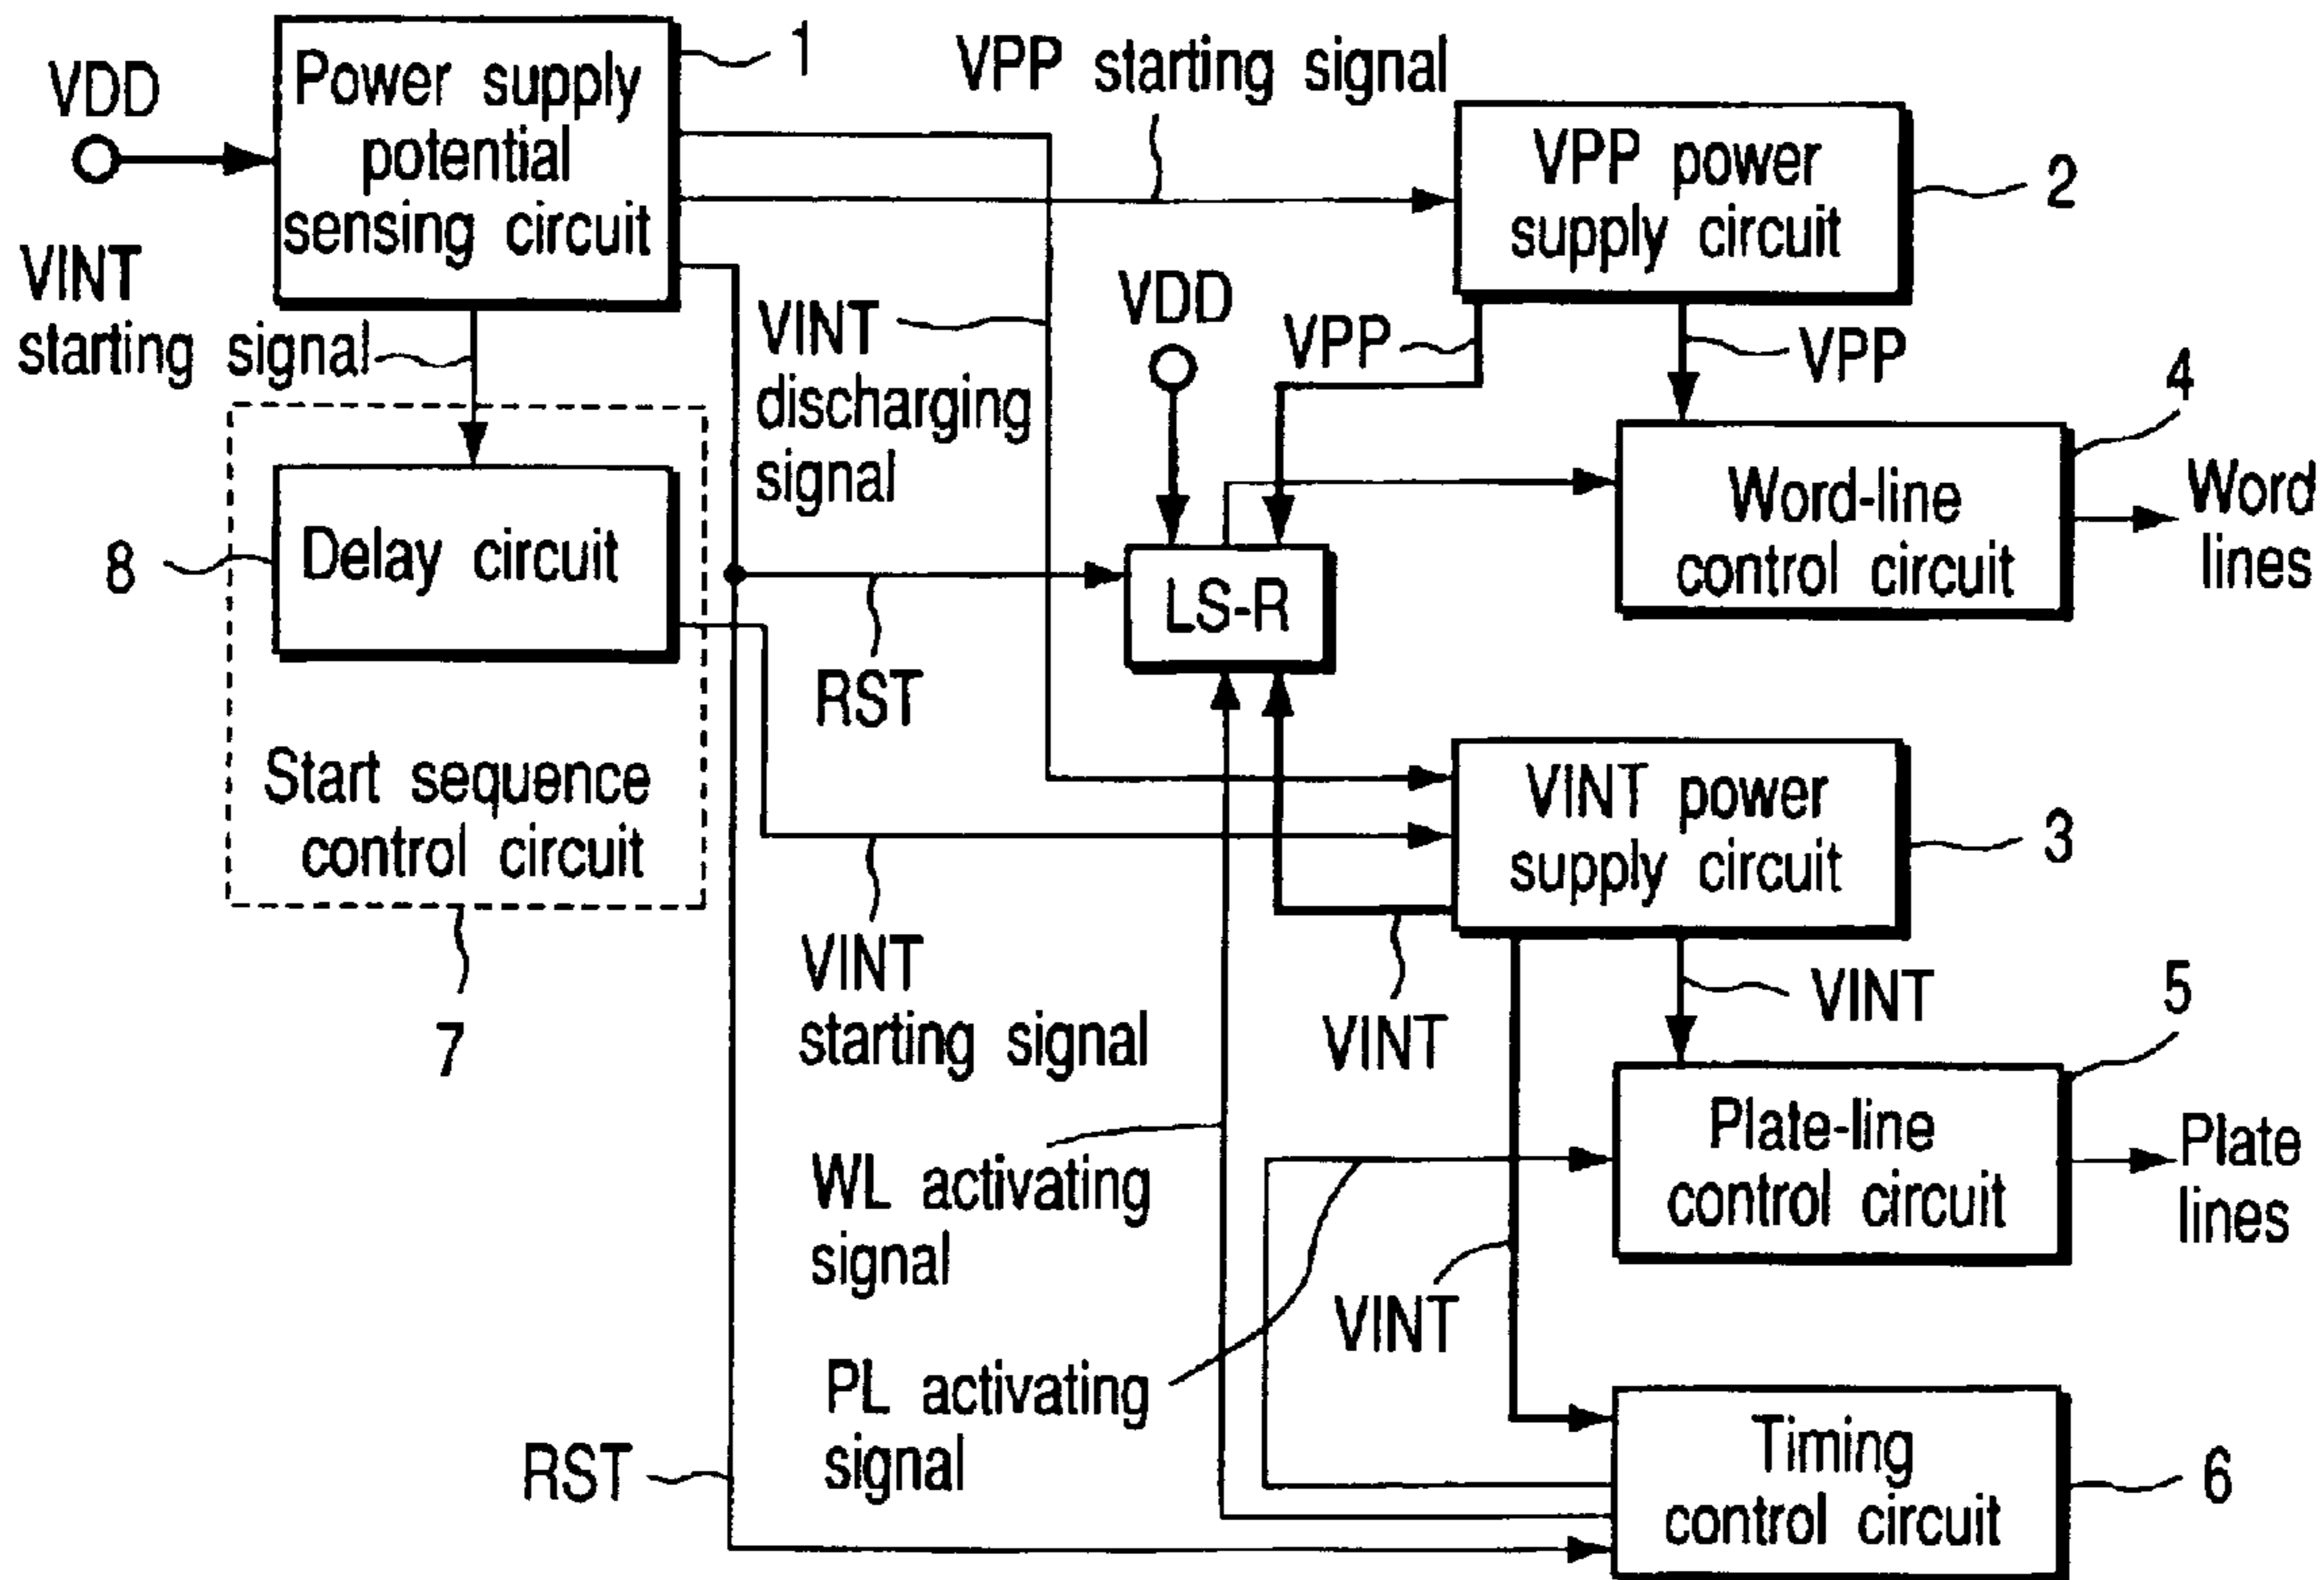 1
VDD
Power supply
potential
sensing circuit
VPP starting signal
VPP power
supply circuit
2
VINT
starting signal
VDD
VINT
discharging
signal
VPP
VPP
4
Word-line
control circuit
Word
lines
8
Delay circuit
LS-R
RST
Start sequence
control circuit
7
VINT power
supply circuit
3
VINT
starting signal
VINT
VINT
5
Plate-line
control circuit
Plate
lines
WL activating
signal
VINT
PL activating
signal
RST
Timing
control circuit
6